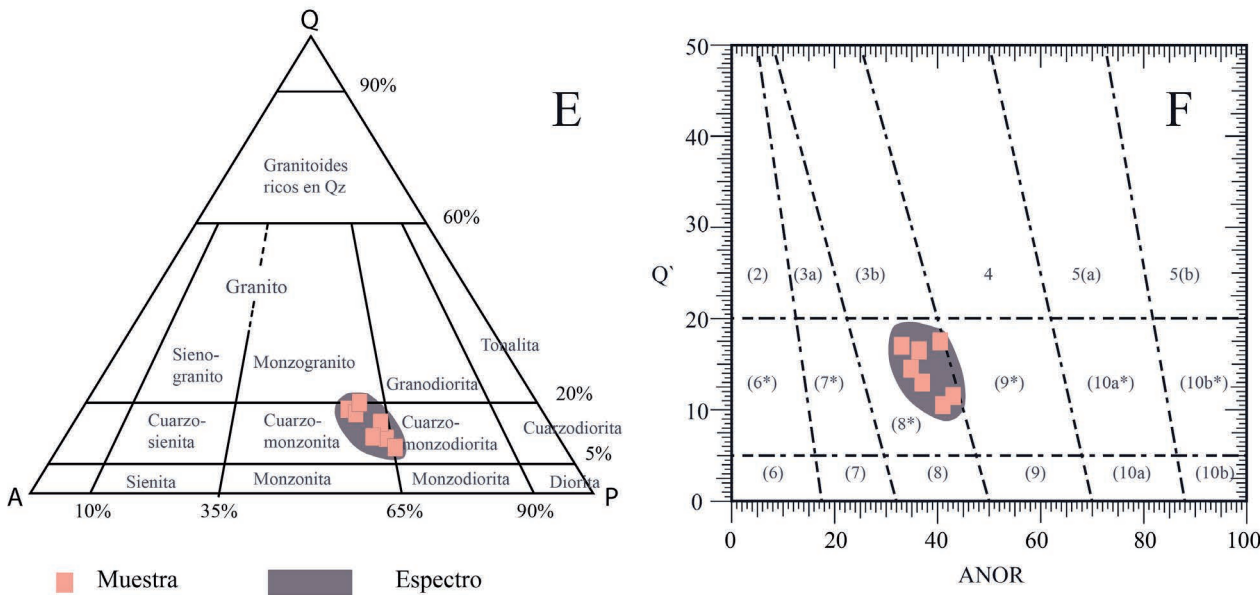 Q
90%
E
Granitoides
ricos en Qz
60%
Granito
Sieno-
granito
Monzogranito
Tonalita
Granodiorita
20%
Cuarzo-
sienita
Cuarzo-
monzonita
Cuarzo-
monzodiorita
Cuarzodiorita
5%
A
Sienita
Monzonita
Monzodiorita
Diorita
P
10%
35%
65%
90%
Muestra
Espectro
50
F
40
30
Q`
(2)
(3a)
(3b)
4
5(a)
5(b)
20
(6*)
(7*)
(8*)
(9*)
(10a*)
(10b*)
10
(6)
(7)
(8)
(9)
(10a)
(10b)
0
0
20
40
60
80
100
ANOR